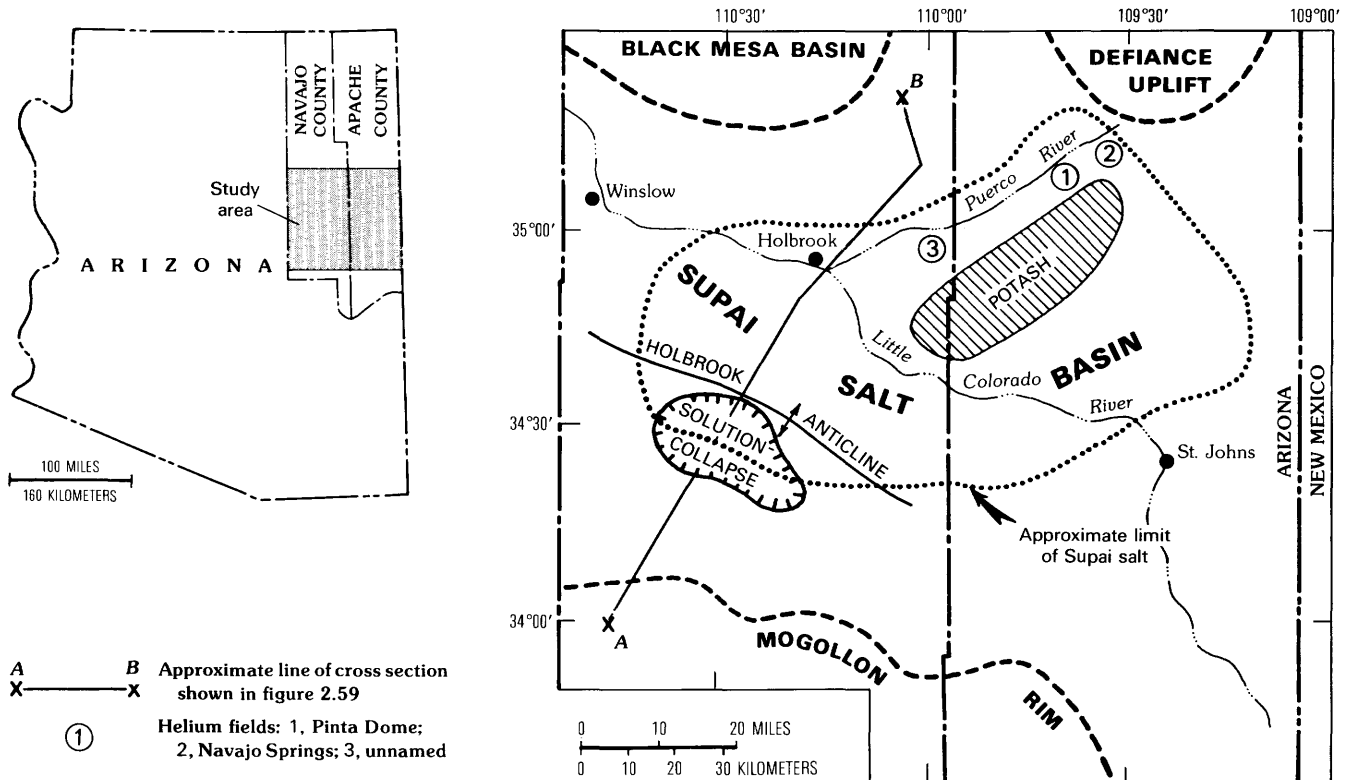 NAVAJO
COUNTY
APACHE
COUNTY
Study
area
ARIZONA
100 MILES
160 KILOMETERS
A B Approximate line of cross section
X X shown in figure 2.59
1 Helium fields: 1, Pinta Dome;
2, Navajo Springs; 3, unnamed
110°30' 110°00' 109°30' 109°00'
BLACK MESA BASIN
DEFIANCE
UPLIFT
B
X
Winslow
Puerco River
1
2
35°00'
Holbrook
3
POTASH
SUPAI
SALT
BASIN
HOLBROOK
ANTICLINE
Little Colorado River
34°30'
SOLUTION
COLLAPSE
St. Johns
ARIZONA
NEW MEXICO
Approximate limit
of Supai salt
34°00'
X
A
MOGOLLON
RIM
0 10 20 MILES
0 10 20 30 KILOMETERS